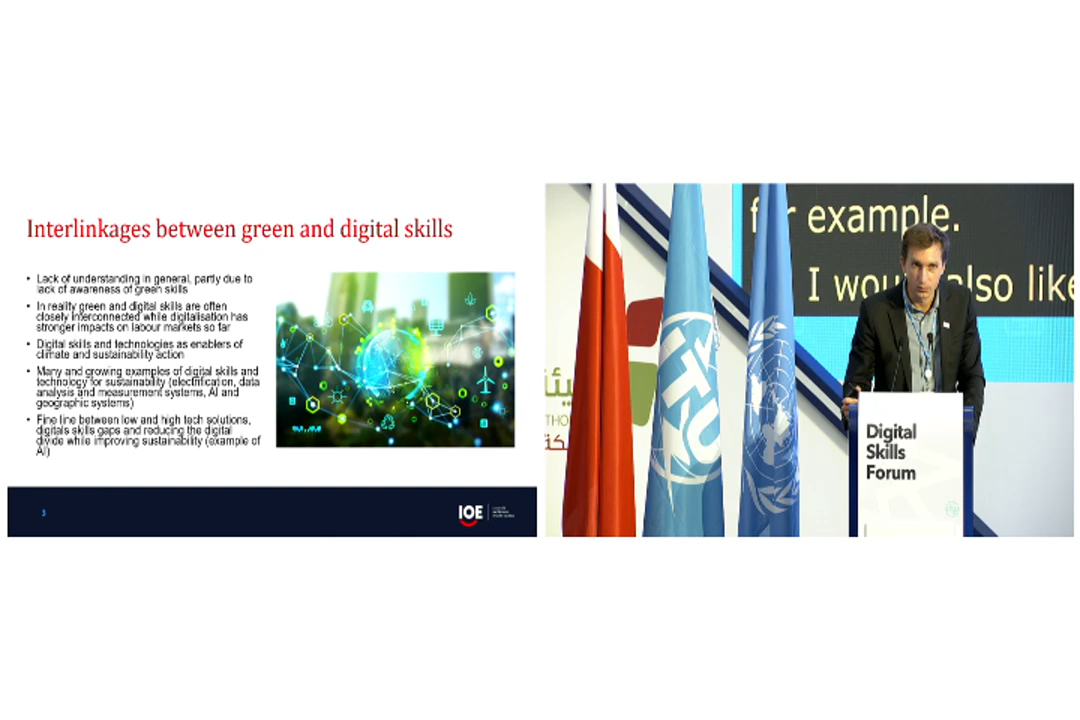 Interlinkages between green and digital skills
• Lack of understanding in general, partly due to
lack of awareness of green skills
• In reality green and digital skills are often
closely interconnected while digitalisation has
stronger impacts on labour markets so far
• Digital skills and technologies as enablers of
climate and sustainability action
• Many and growing examples of digital skills and
technology for sustainability (electrification, data
analysis and measurement systems, AI and
geographic systems)
• Fine line between low and high tech solutions,
digitals skills gaps and reducing the digital
divide while improving sustainability (example of
AI)
3
IOE
for example.
I would also like
ITU
Digital
Skills
Forum